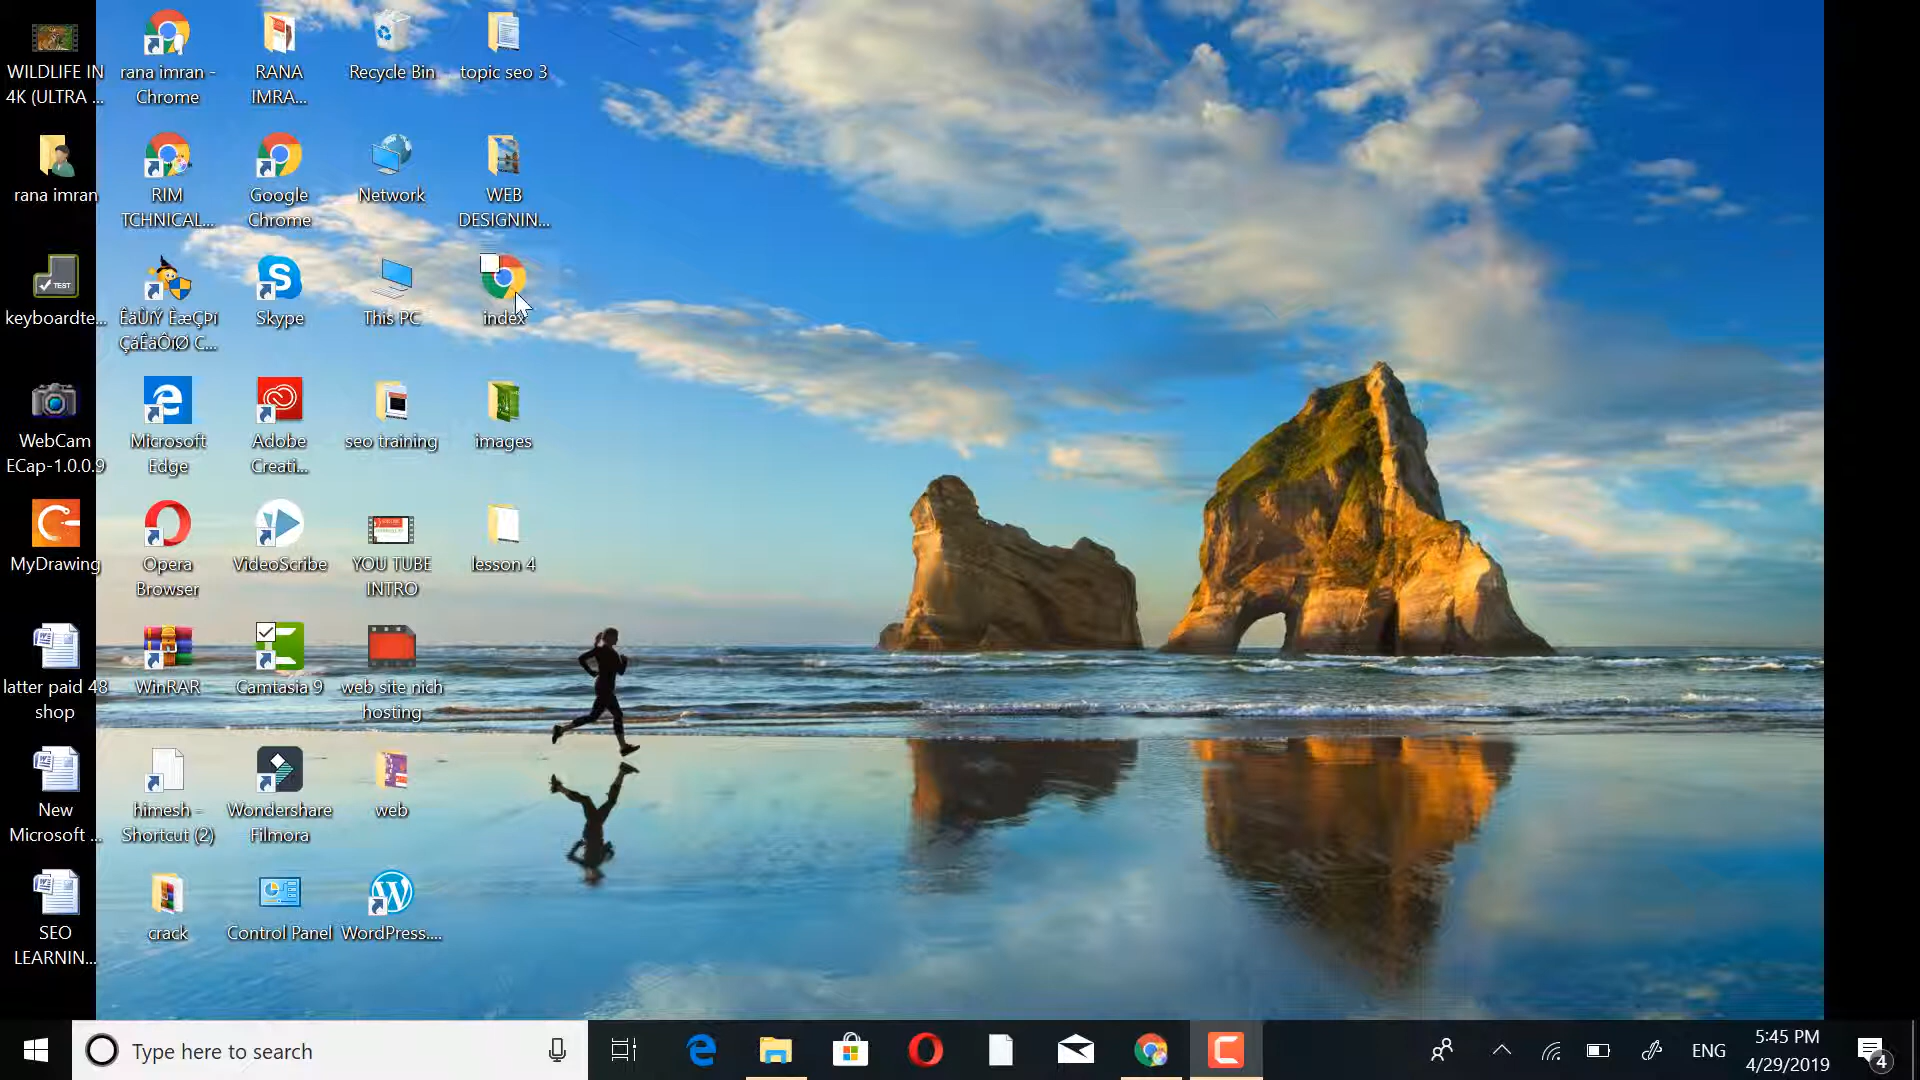 WILDLIFE IN
4K (ULTRA ...
rana imran -
Chrome
RANA
IMRA...
Recycle Bin
topic seo 3
rana imran
RIM
TCHNICAL...
Google
Chrome
Network
WEB
DESIGNIN...
TEST
keyboardte...
S
Skype
This PC
index
WebCam
ECap-1.0.0.9
Microsoft
Edge
Adobe
Creati...
seo training
images
MyDrawing
Opera
Browser
VideoScribe
YOU TUBE
INTRO
lesson 4
latter paid 48
shop
WinRAR
Camtasia 9
web site nich
hosting
New
Microsoft ...
himesh -
Shortcut (2)
Wondershare
Filmora
web
SEO
LEARNIN...
crack
Control Panel
WordPress....
Type here to search
ENG
5:45 PM
4/29/2019
4